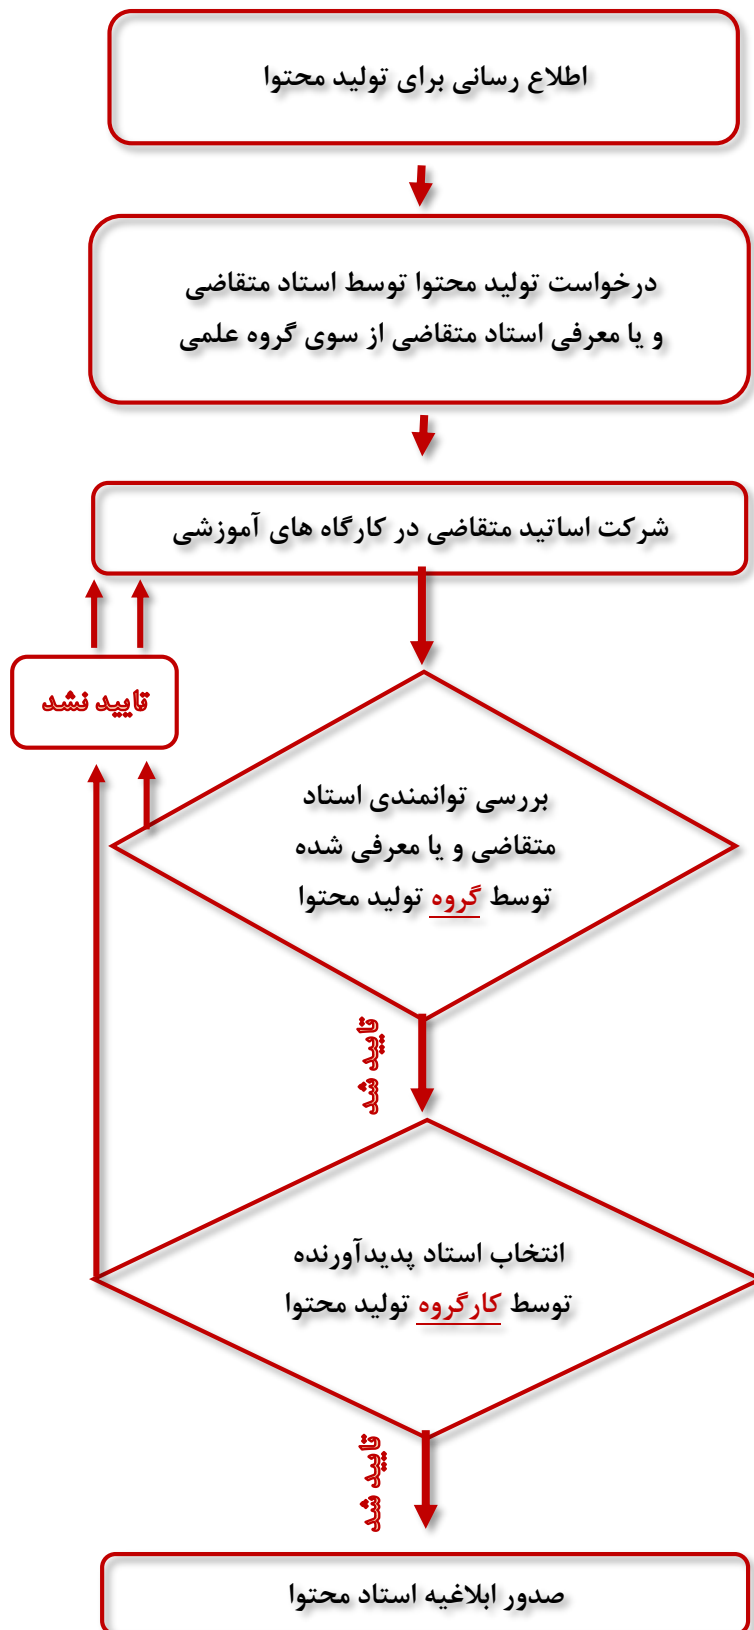 اطلاع رسانی برای تولید محتوا
درخواست تولید محتوا توسط استاد متقاضی
و یا معرفی استاد متقاضی از سوی گروه علمی
شرکت اساتید متقاضی در کارگاه های آموزشی
تایید نشد
بررسی توانمندی استاد
متقاضی و یا معرفی شده
توسط گروه تولید محتوا
تایید شد
انتخاب استاد پدیدآورنده
توسط کارگروه تولید محتوا
تایید شد
صدور ابلاغیه استاد محتوا